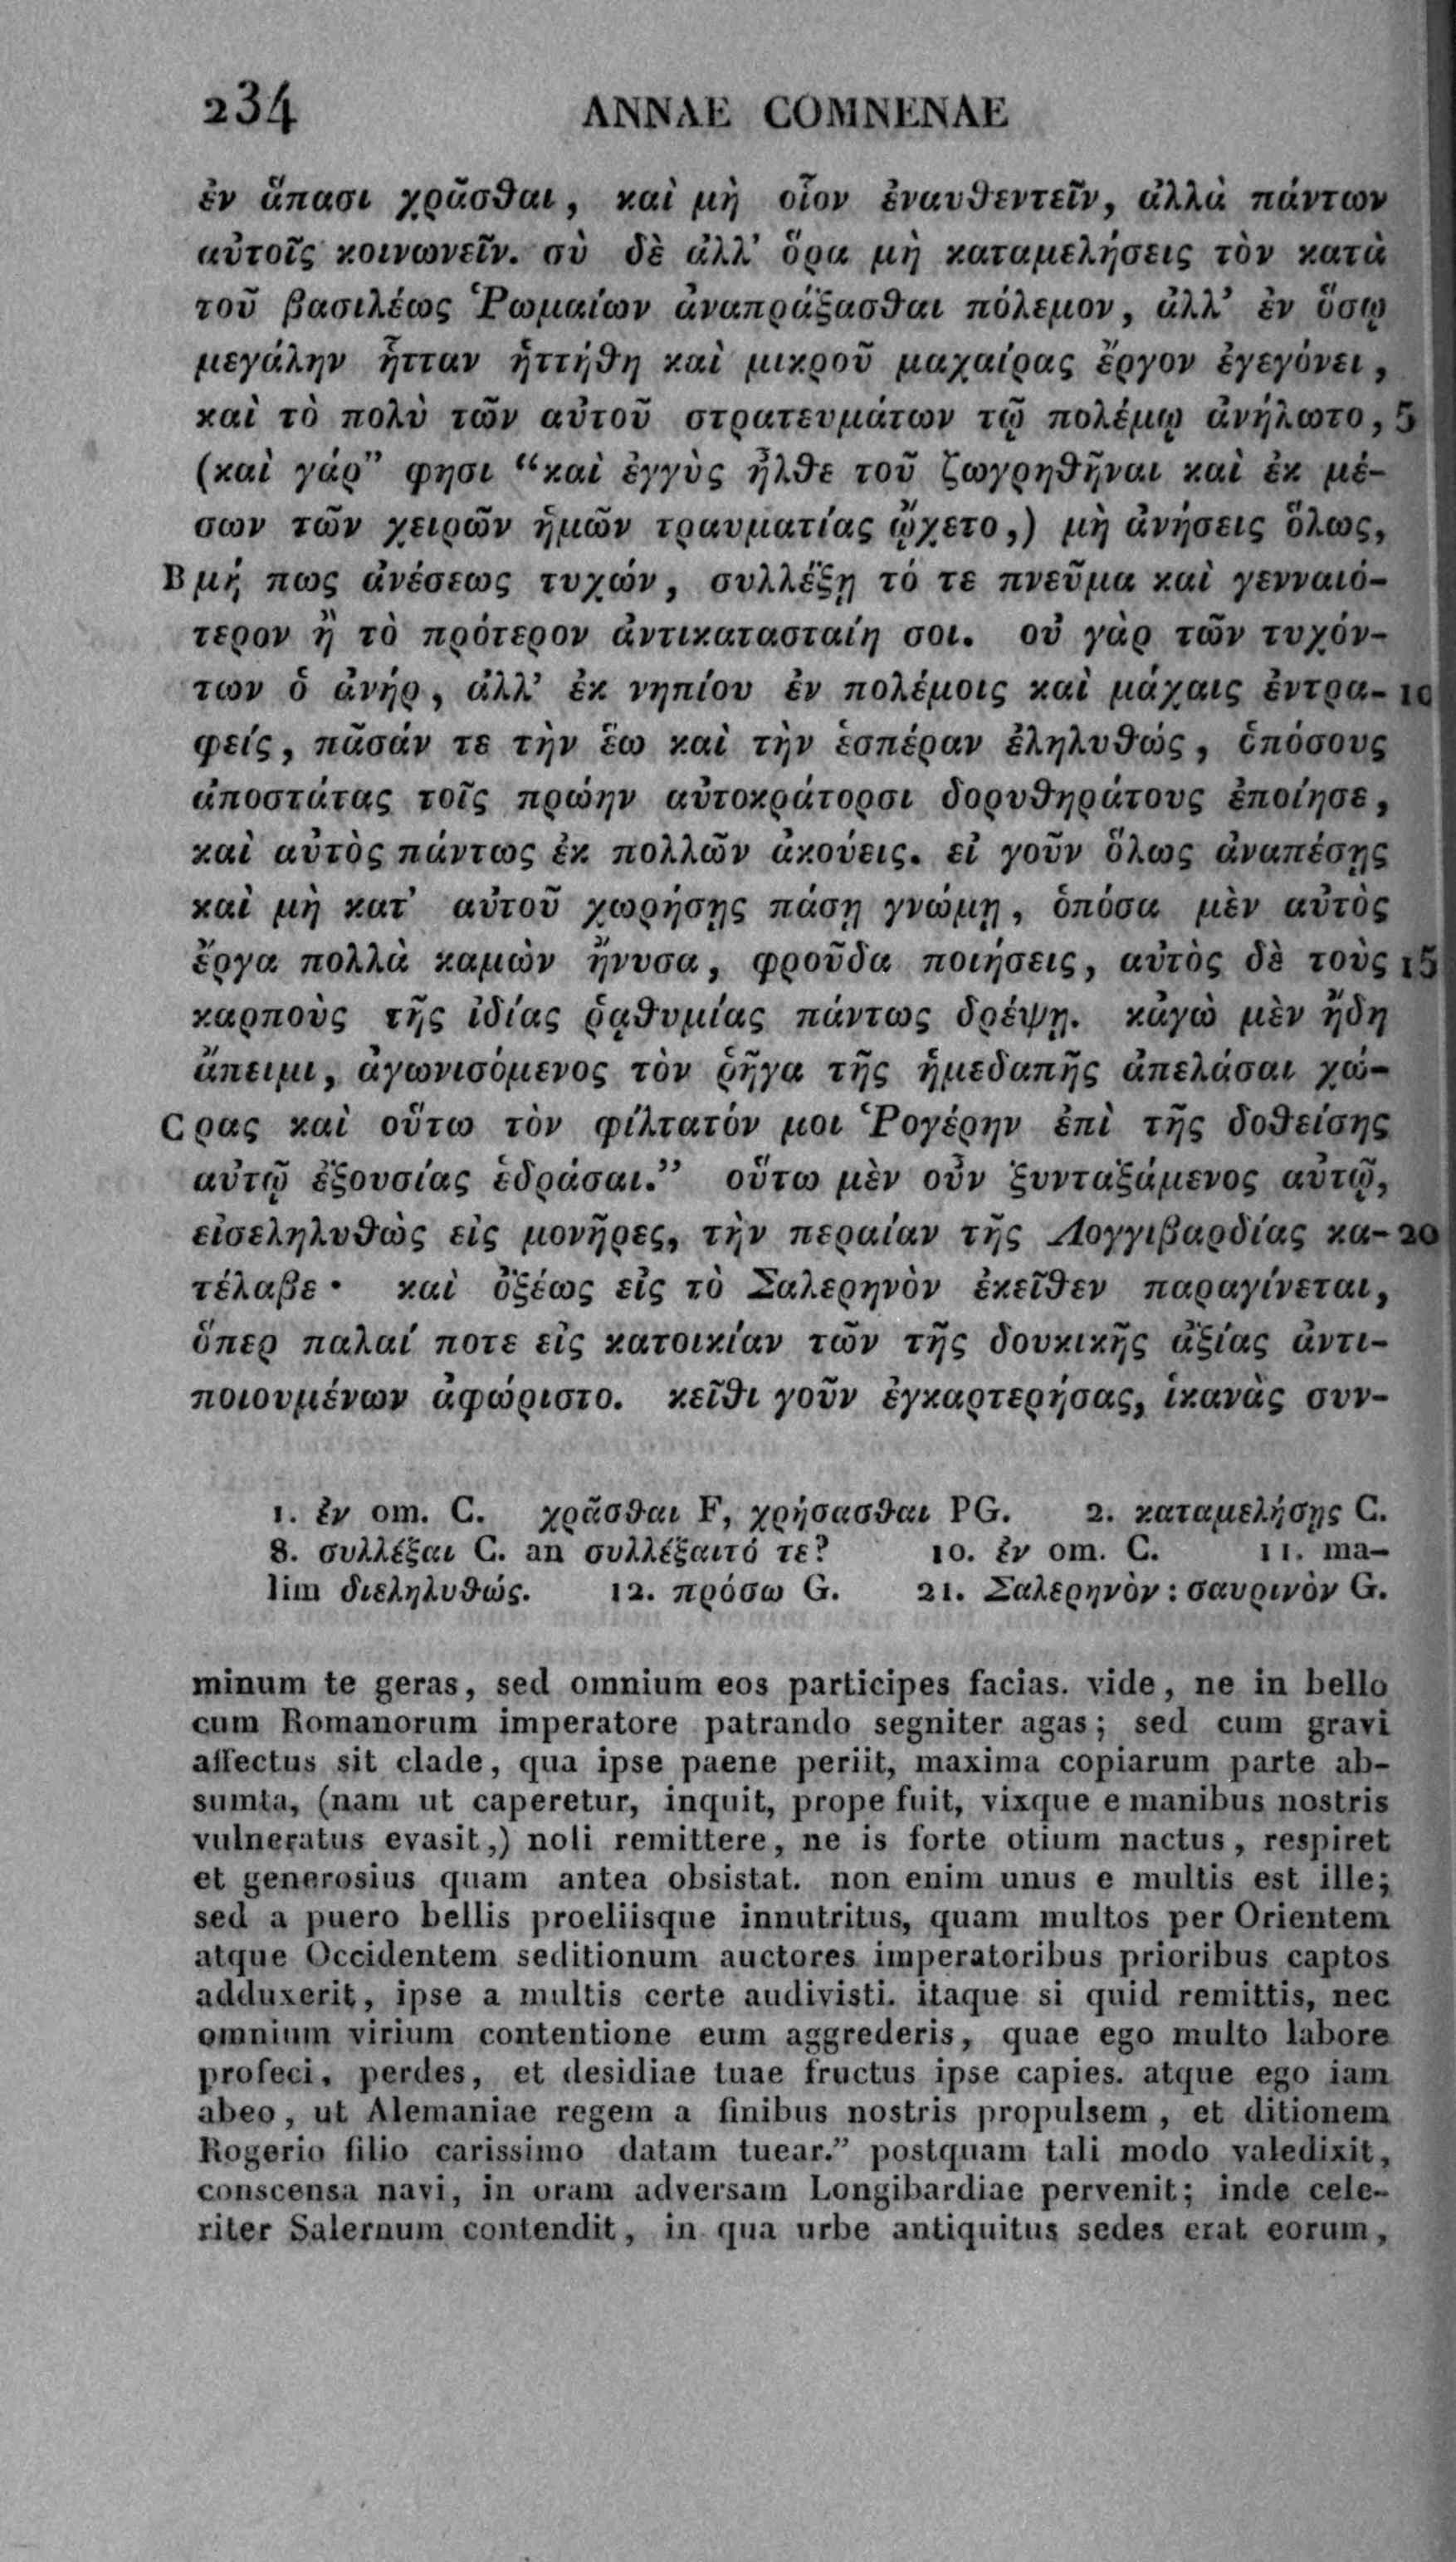 234 ANNAE COMNENAE
ἐν ἅπασι χρᾶσθαι, καὶ μὴ οἷον ἐναυθεντεῖν, ἀλλὰ πάντων
αὐτοῖς κοινωνεῖν. σὺ δὲ ἀλλ' ὅρα μὴ καταμελήσεις τὸν κατὰ
τοῦ βασιλέως Ῥωμαίων ἀναπράξασθαι πόλεμον, ἀλλ' ἐν ὅσῳ
μεγάλην ἧτταν ἡττήθη καὶ μικροῦ μαχαίρας ἔργον ἐγεγόνει,
καὶ τὸ πολὺ τῶν αὐτοῦ στρατευμάτων τῷ πολέμῳ ἀνήλωτο, 5
(καὶ γάρ" φησι "καὶ ἐγγὺς ἦλθε τοῦ ζωγρηθῆναι καὶ ἐκ μέ-
σων τῶν χειρῶν ἡμῶν τραυματίας ᾤχετο,) μὴ ἀνήσεις ὅλως,
B μή πως ἀνέσεως τυχών, συλλέξῃ τό τε πνεῦμα καὶ γενναιό-
τερον ἢ τὸ πρότερον ἀντικατασταίη σοι. οὐ γὰρ τῶν τυχόν-
των ὁ ἀνήρ, ἀλλ' ἐκ νηπίου ἐν πολέμοις καὶ μάχαις ἐντρα- 10
φείς, πᾶσάν τε τὴν ἕω καὶ τὴν ἑσπέραν ἐληλυθώς, ὁπόσους
ἀποστάτας τοῖς πρώην αὐτοκράτορσι δορυθηράτους ἐποίησε,
καὶ αὐτὸς πάντως ἐκ πολλῶν ἀκούεις. εἰ γοῦν ὅλως ἀναπέσῃς
καὶ μὴ κατ' αὐτοῦ χωρήσῃς πάσῃ γνώμῃ, ὁπόσα μὲν αὐτὸς
ἔργα πολλὰ καμὼν ἤνυσα, φροῦδα ποιήσεις, αὐτὸς δὲ τοὺς 15
καρποὺς τῆς ἰδίας ῥᾳθυμίας πάντως δρέψῃ. κἀγὼ μὲν ἤδη
ἄπειμι, ἀγωνισόμενος τὸν ῥῆγα τῆς ἡμεδαπῆς ἀπελάσαι χώ-
C ρας καὶ οὕτω τὸν φίλτατόν μοι Ῥογέρην ἐπὶ τῆς δοθείσης
αὐτῷ ἐξουσίας ἑδράσαι." οὕτω μὲν οὖν ξυνταξάμενος αὐτῷ,
εἰσεληλυθὼς εἰς μονῆρες, τὴν περαίαν τῆς Λογγιβαρδίας κα- 20
τέλαβε· καὶ ὀξέως εἰς τὸ Σαλερηνὸν ἐκεῖθεν παραγίνεται,
ὅπερ παλαί ποτε εἰς κατοικίαν τῶν τῆς δουκικῆς ἀξίας ἀντι-
ποιουμένων ἀφώριστο. κεῖθι γοῦν ἐγκαρτερήσας, ἱκανὰς συν-
1. ἐν om. C. χρᾶσθαι F, χρήσασθαι PG. 2. καταμελήσῃς C.
8. συλλέξαι C. an συλλέξαιτό τε? 10. ἐν om. C. 11. ma-
lim διεληλυθώς. 12. πρόσω G. 21. Σαλερηνὸν: σαυρινὸν G.
minum te geras, sed omnium eos participes facias. vide, ne in bello
cum Romanorum imperatore patrando segniter agas; sed cum gravi
affectus sit clade, qua ipse paene periit, maxima copiarum parte ab-
sumta, (nam ut caperetur, inquit, prope fuit, vixque e manibus nostris
vulneratus evasit,) noli remittere, ne is forte otium nactus, respiret
et generosius quam antea obsistat. non enim unus e multis est ille;
sed a puero bellis proeliisque innutritus, quam multos per Orientem
atque Occidentem seditionum auctores imperatoribus prioribus captos
adduxerit, ipse a multis certe audivisti. itaque si quid remittis, nec
omnium virium contentione eum aggrederis, quae ego multo labore
profeci, perdes, et desidiae tuae fructus ipse capies. atque ego iam
abeo, ut Alemaniae regem a finibus nostris propulsem, et ditionem
Rogerio filio carissimo datam tuear." postquam tali modo valedixit,
conscensa navi, in oram adversam Longibardiae pervenit; inde cele-
riter Salernum contendit, in qua urbe antiquitus sedes erat eorum,